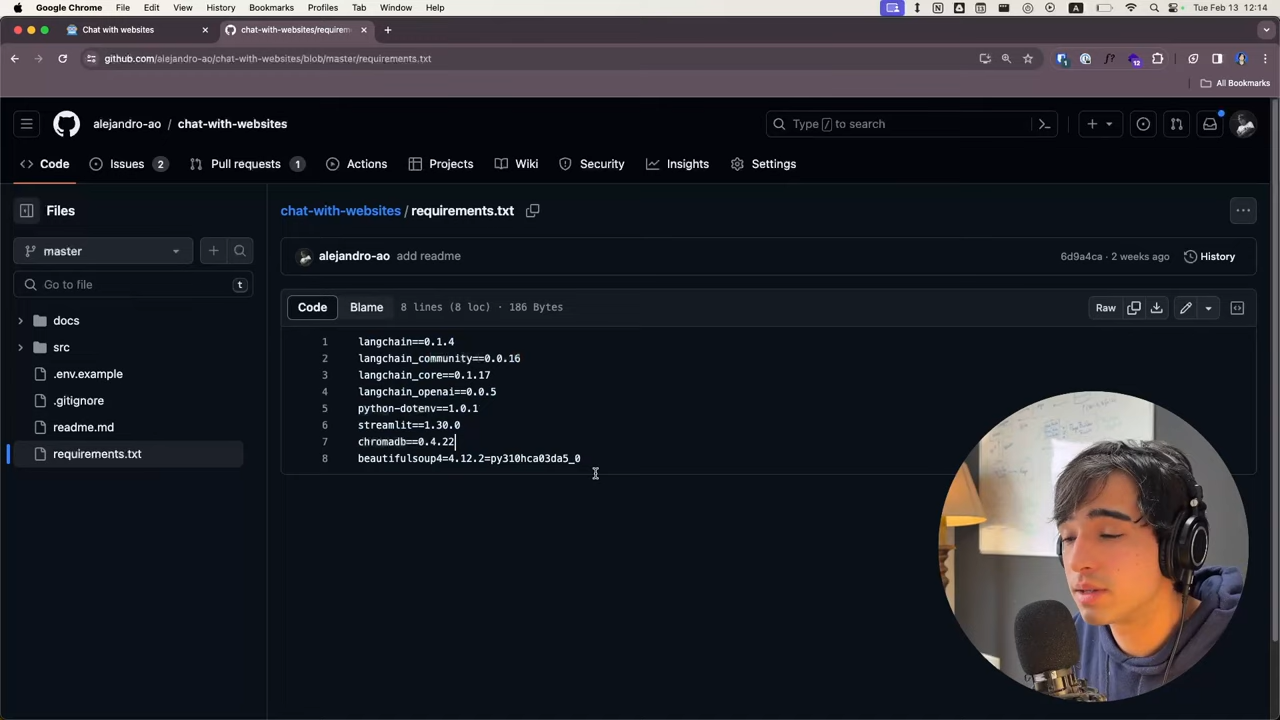 Google Chrome File Edit View History Bookmarks Profiles Tab Window Help A Tue Feb 13 12:14
Chat with websites chat-with-websites/requirem
github.com/alejandro-ao/chat-with-websites/blob/master/requirements.txt
All Bookmarks
alejandro-ao / chat-with-websites Type / to search
Code Issues 2 Pull requests 1 Actions Projects Wiki Security Insights Settings
Files chat-with-websites / requirements.txt
master
alejandro-ao add readme 6d9a4ca · 2 weeks ago History
Go to file t
Code Blame 8 lines (8 loc) · 186 Bytes Raw
docs
src
.env.example
.gitignore
readme.md
requirements.txt
1 langchain==0.1.4
2 langchain_community==0.0.16
3 langchain_core==0.1.17
4 langchain_openai==0.0.5
5 python-dotenv==1.0.1
6 streamlit==1.30.0
7 chromadb==0.4.22
8 beautifulsoup4=4.12.2=py310hca03da5_0